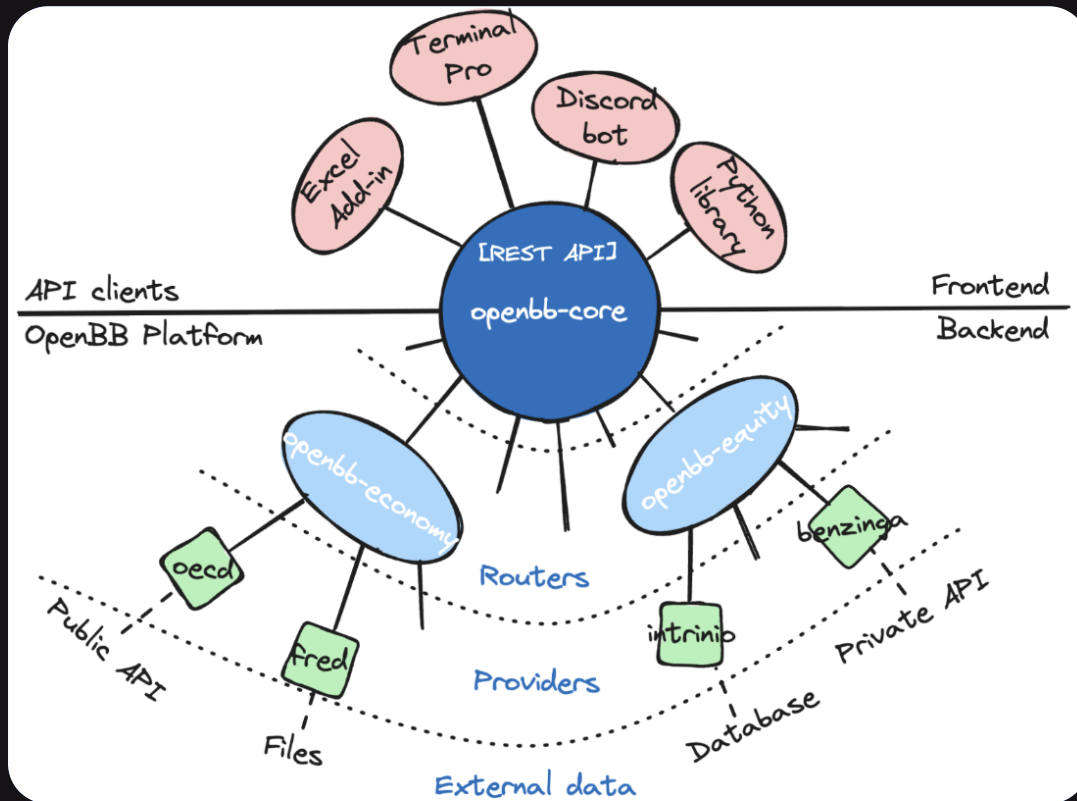 Terminal
Pro
Discord
bot
Excel
Add-in
Python
library
[REST API]
openbb-core
API clients
Frontend
OpenBB Platform
Backend
openbb-economy
openbb-equity
oecd
benzinga
Routers
fred
intrinio
Public API
Private API
Providers
Files
Database
External data